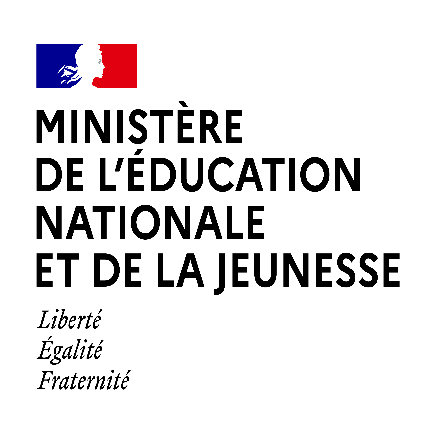 MINISTÈRE
DE L'ÉDUCATION
NATIONALE
ET DE LA JEUNESSE
Liberté
Égalité
Fraternité